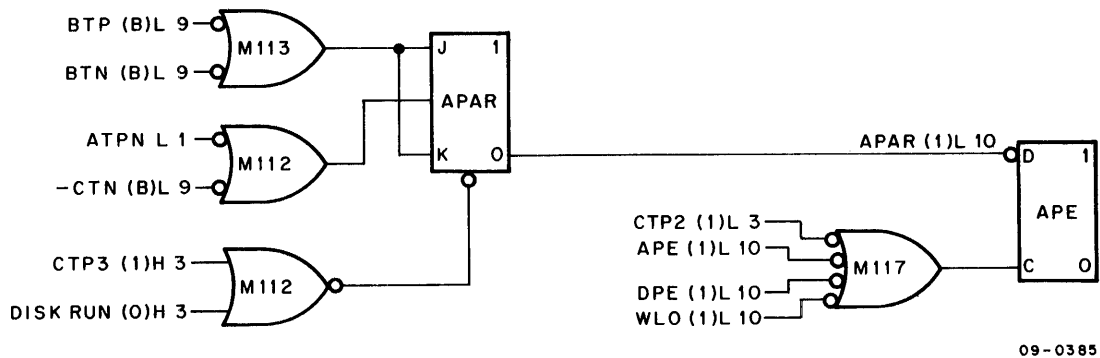 BTP (B)L 9
M113
BTN (B)L 9
J 1
APAR
K 0
ATPN L 1
M112
-CTN (B)L 9
CTP3 (1)H 3
M112
DISK RUN (0)H 3
APAR (1)L 10
D 1
APE
C 0
CTP2 (1)L 3
APE (1)L 10
M117
DPE (1)L 10
WLO (1)L 10
09-0385